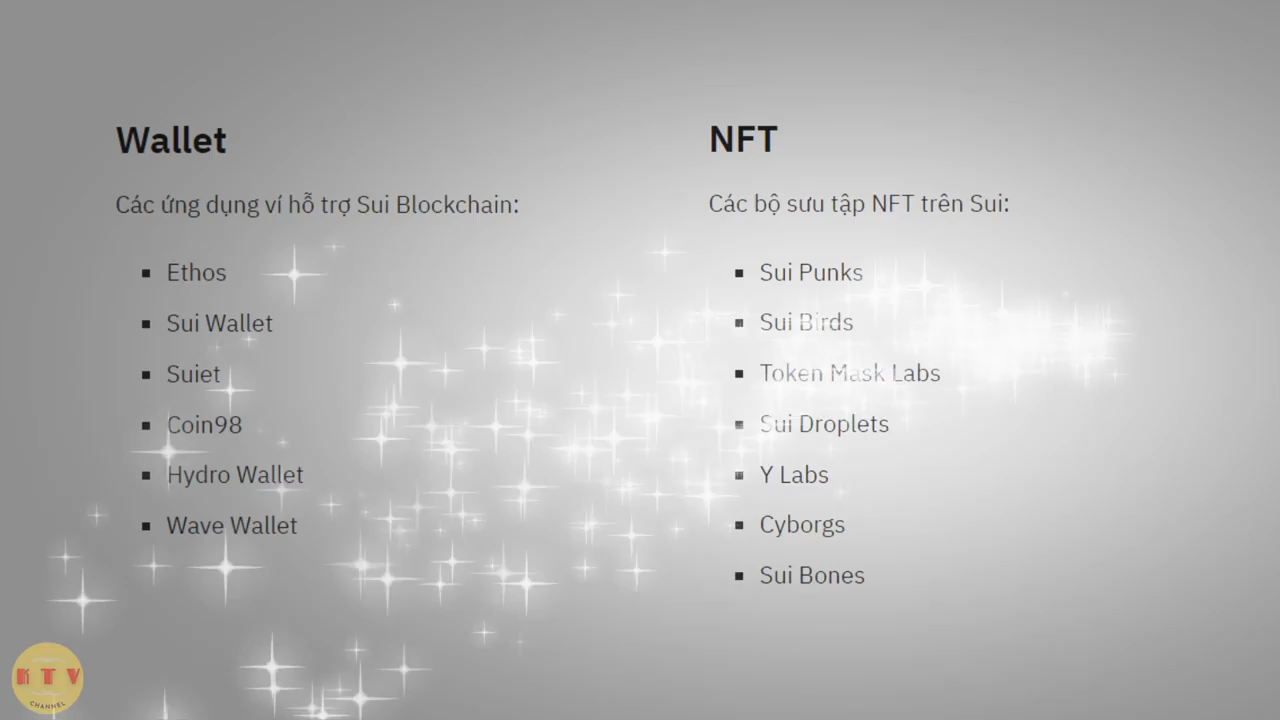 Wallet
Các ứng dụng ví hỗ trợ Sui Blockchain:
Ethos
Sui Wallet
Suiet
Coin98
Hydro Wallet
Wave Wallet
NFT
Các bộ sưu tập NFT trên Sui:
Sui Punks
Sui Birds
Token Mask Labs
Sui Droplets
Y Labs
Cyborgs
Sui Bones
KTV
CHANNEL